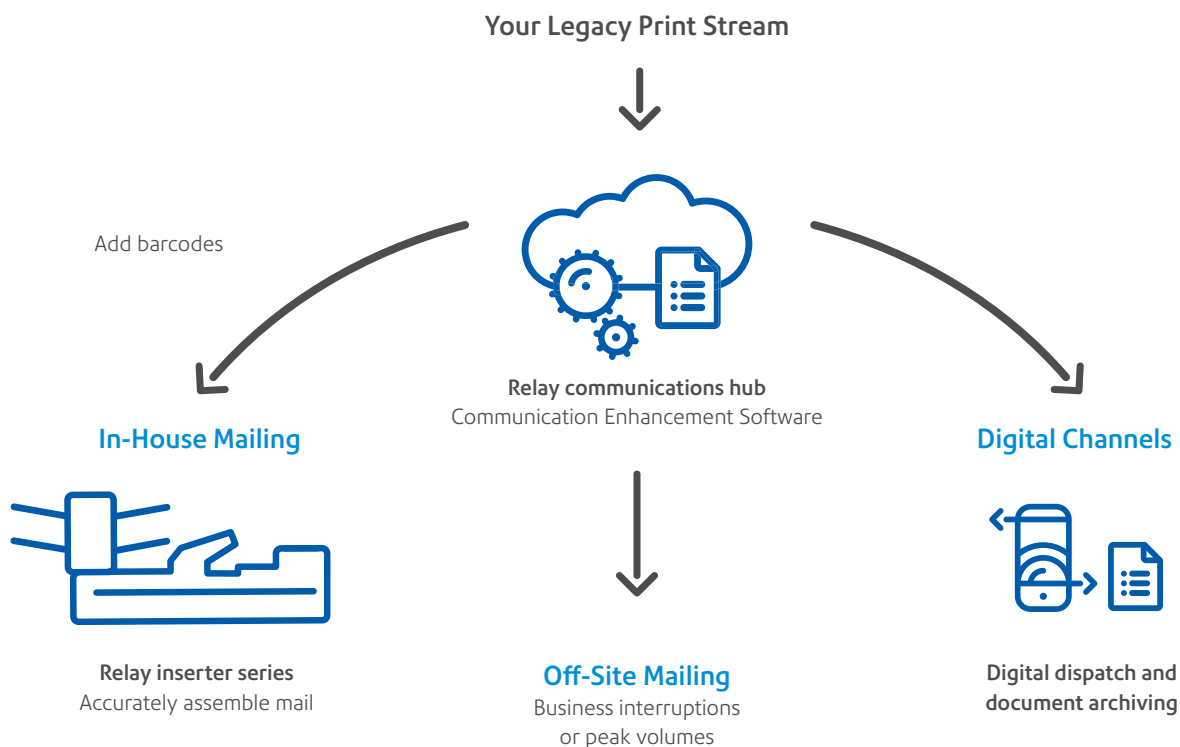 Your Legacy Print Stream
Add barcodes
Relay communications hub
Communication Enhancement Software
In-House Mailing
Digital Channels
Relay inserter series
Accurately assemble mail
Off-Site Mailing
Business interruptions
or peak volumes
Digital dispatch and
document archiving